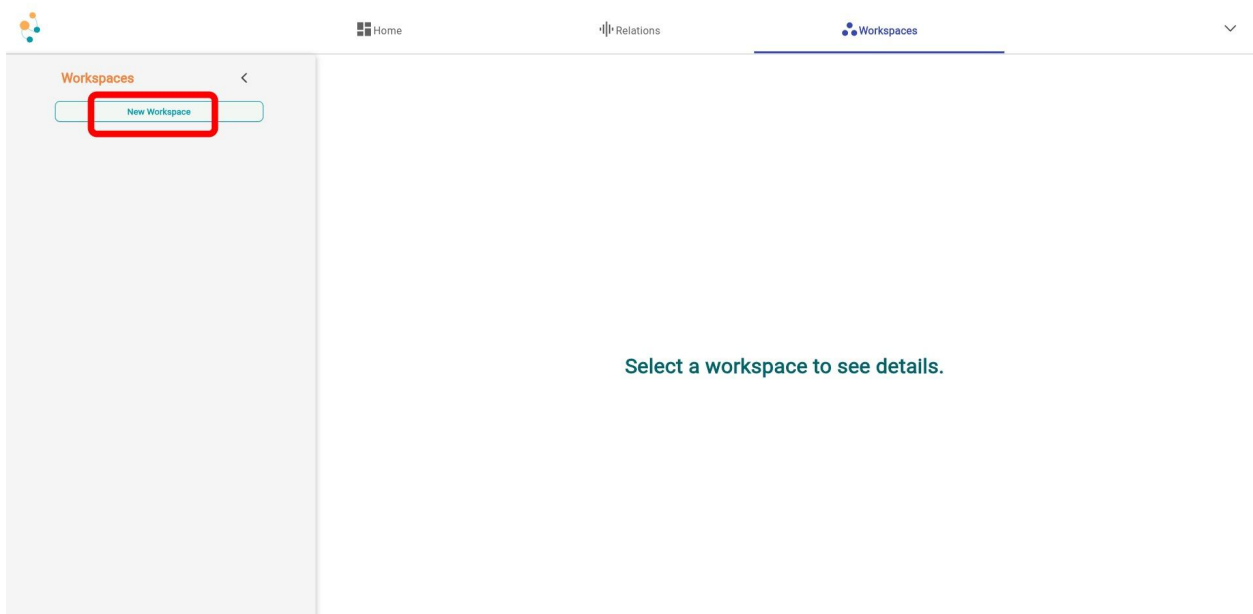 Home
Relations
Workspaces
Workspaces
New Workspace
Select a workspace to see details.